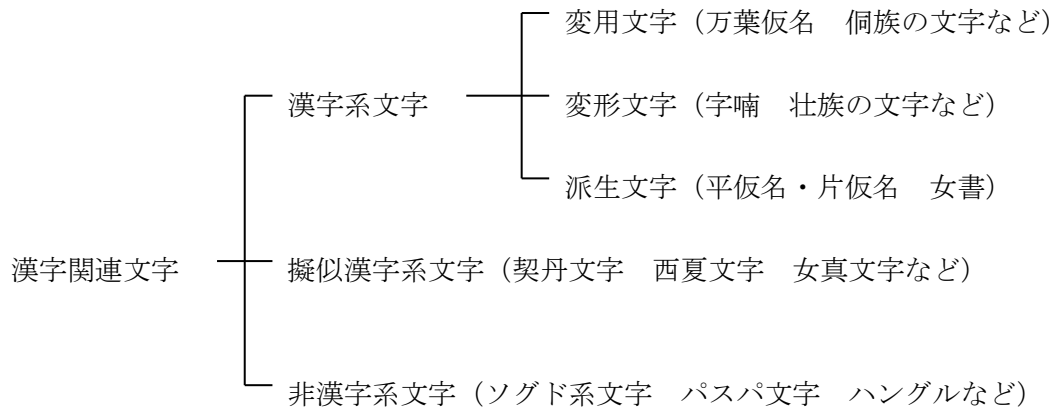 変用文字（万葉仮名　侗族の文字など）
漢字系文字　変形文字（字喃　壮族の文字など）
派生文字（平仮名・片仮名　女書）
漢字関連文字　擬似漢字系文字（契丹文字　西夏文字　女真文字など）
非漢字系文字（ソグド系文字　パスパ文字　ハングルなど）